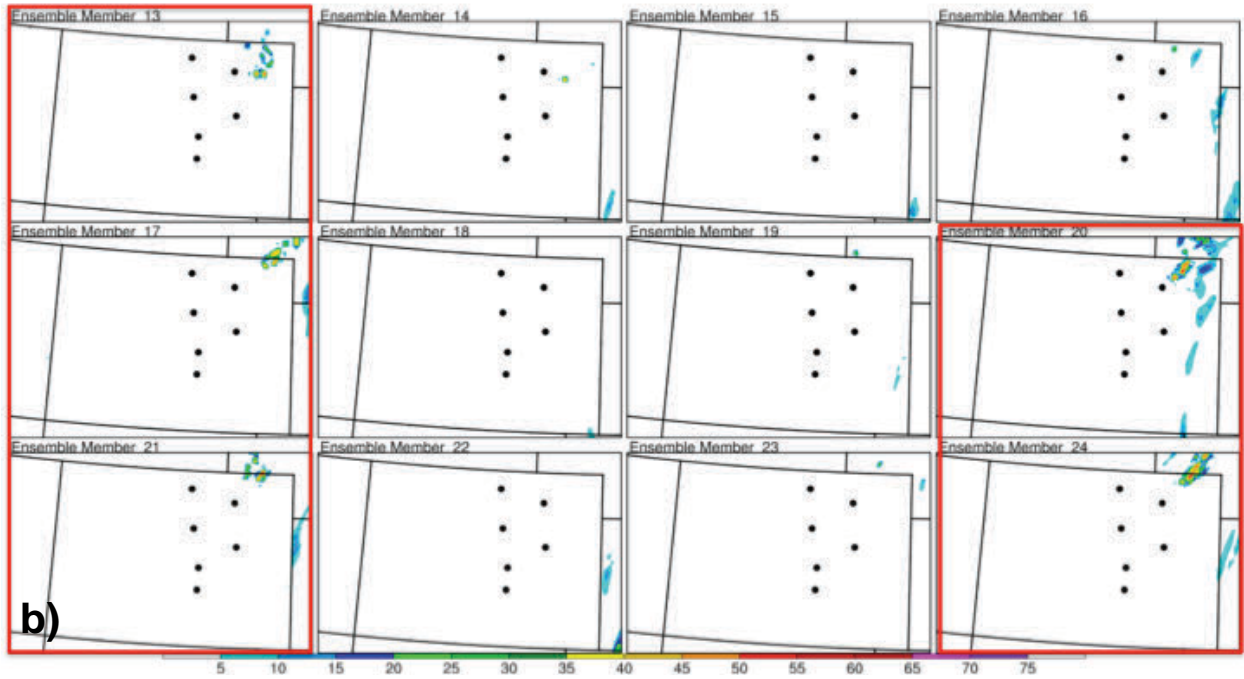 Ensemble Member 13
Ensemble Member 14
Ensemble Member 15
Ensemble Member 16
Ensemble Member 17
Ensemble Member 18
Ensemble Member 19
Ensemble Member 20
Ensemble Member 21
Ensemble Member 22
Ensemble Member 23
Ensemble Member 24
b)
5 10 15 20 25 30 35 40 45 50 55 60 65 70 75